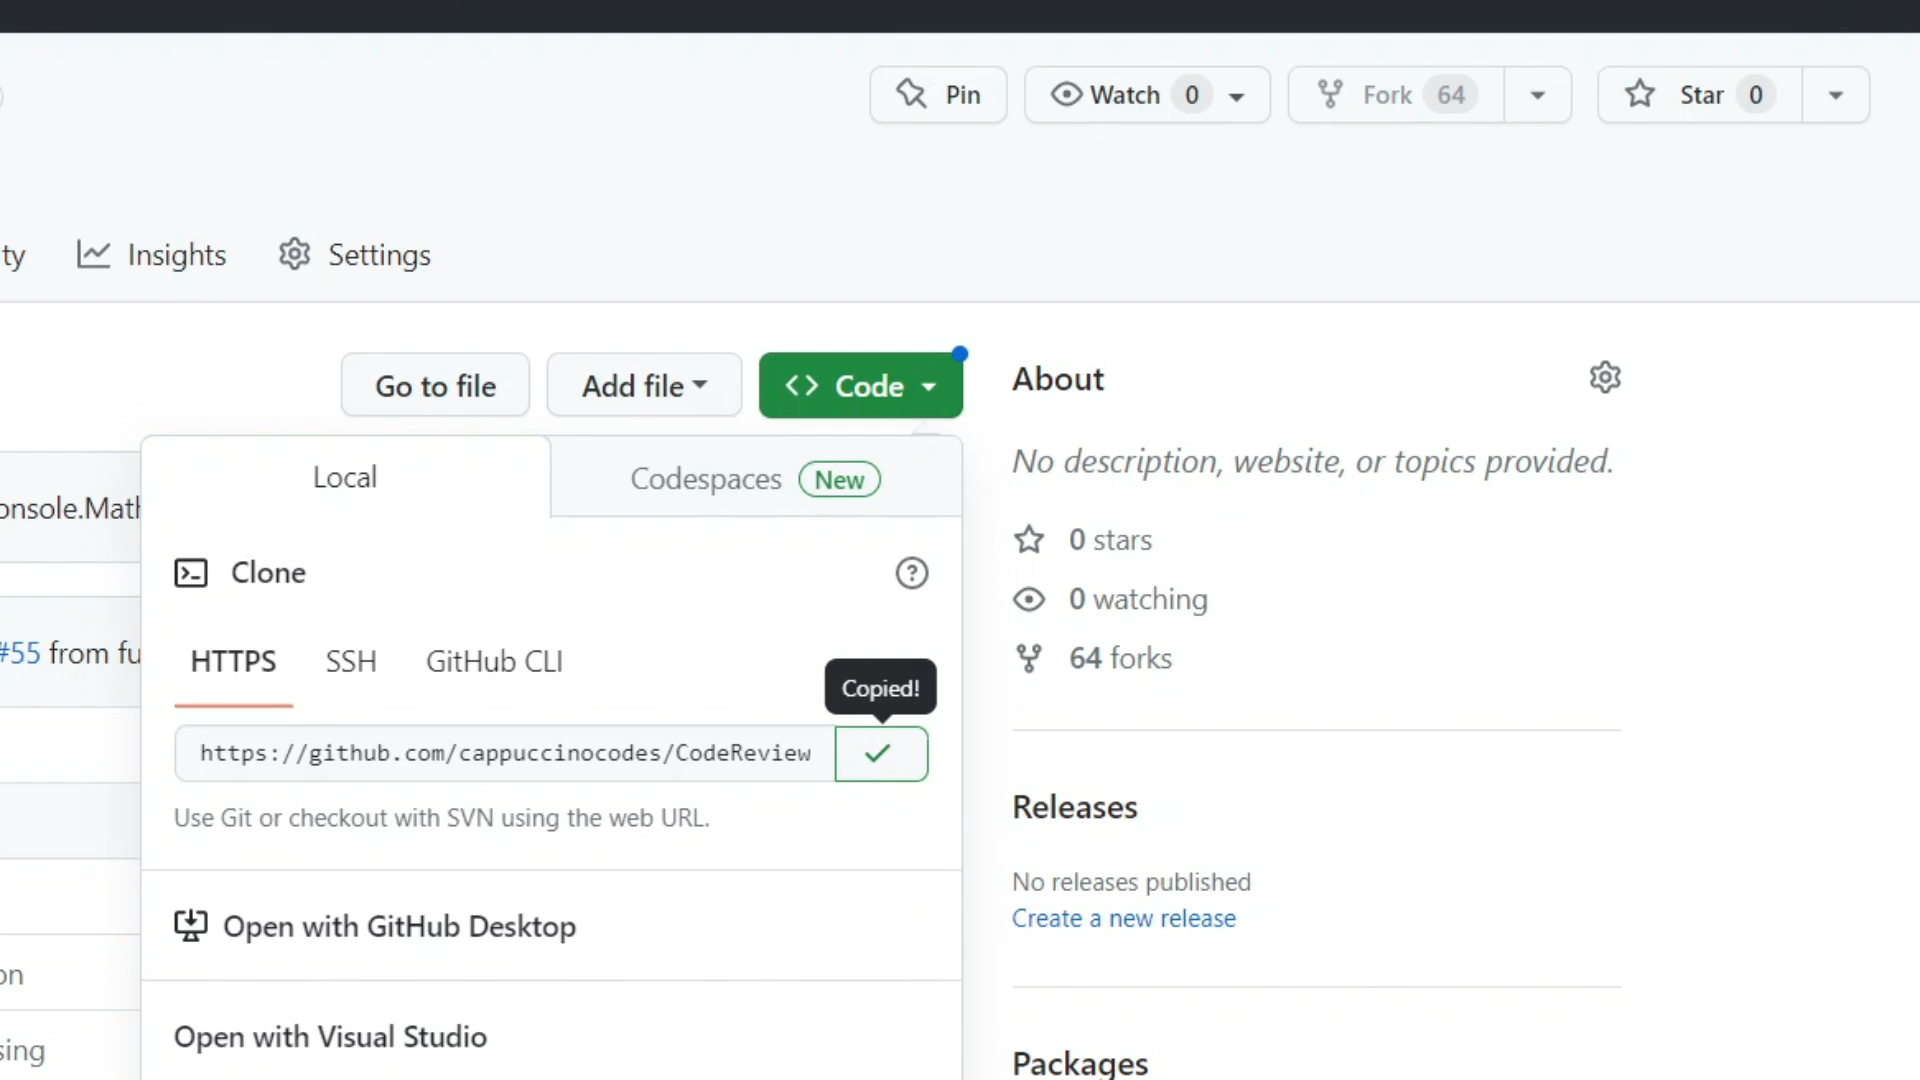 Pin
Watch 0
Fork 64
Star 0
ty
Insights
Settings
Go to file
Add file
Code
About
No description, website, or topics provided.
Local
Codespaces New
onsole.Math
Clone
0 stars
0 watching
64 forks
#55 from fu
HTTPS
SSH
GitHub CLI
Copied!
https://github.com/cappuccinocodes/CodeReview
Use Git or checkout with SVN using the web URL.
Releases
No releases published
Create a new release
Open with GitHub Desktop
on
Open with Visual Studio
sing
Packages